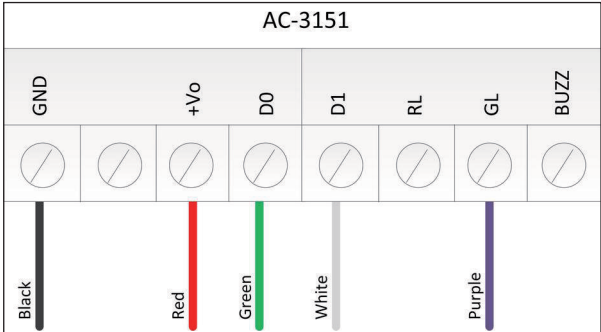 AC-3151
GND
+Vo
D0
D1
RL
GL
BUZZ
Black
Red
Green
White
Purple